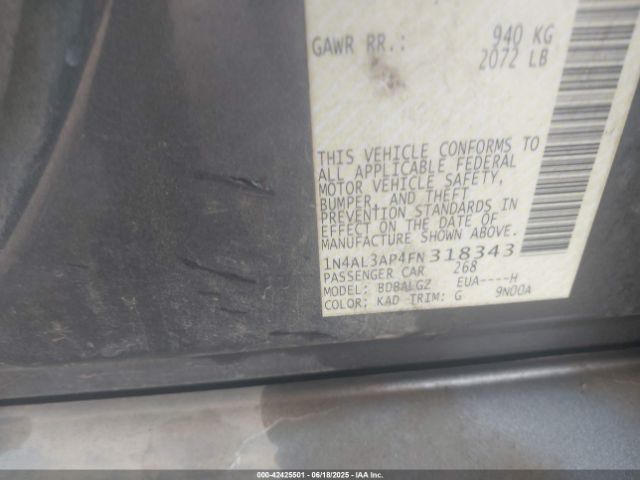 GAWR RR.: 940 KG
2072 LB
THIS VEHICLE CONFORMS TO
ALL APPLICABLE FEDERAL
MOTOR VEHICLE SAFETY,
BUMPER, AND THEFT
PREVENTION STANDARDS IN
EFFECT ON THE DATE OF
MANUFACTURE SHOWN ABOVE.
1N4AL3AP4FN318343
PASSENGER CAR 268
MODEL: BDBALGZ EUA----H
COLOR: KAD TRIM: G 9N00A
000-42425501 - 06/18/2025 - IAA Inc.